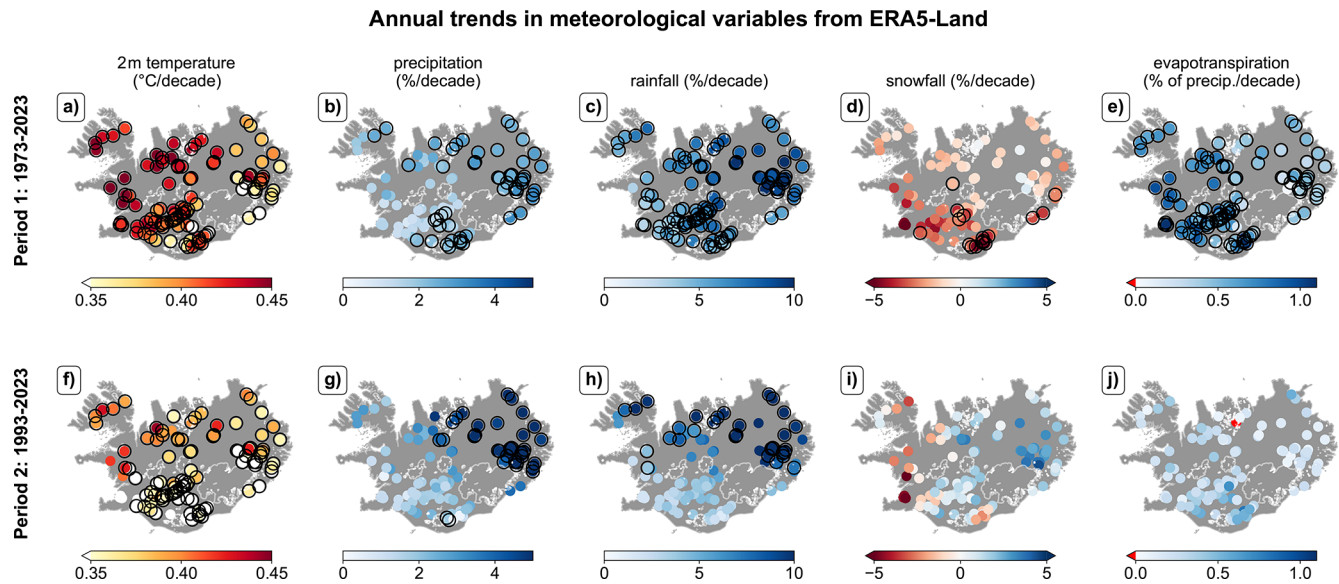 Annual trends in meteorological variables from ERA5-Land
2m temperature
(°C/decade)
precipitation
(%/decade)
rainfall (%/decade)
snowfall (%/decade)
evapotranspiration
(% of precip./decade)
Period 1: 1973-2023
a)
b)
c)
d)
e)
0.35 0.40 0.45
0 2 4
0 5 10
−5 0 5
0.0 0.5 1.0
Period 2: 1993-2023
f)
g)
h)
i)
j)
0.35 0.40 0.45
0 2 4
0 5 10
−5 0 5
0.0 0.5 1.0